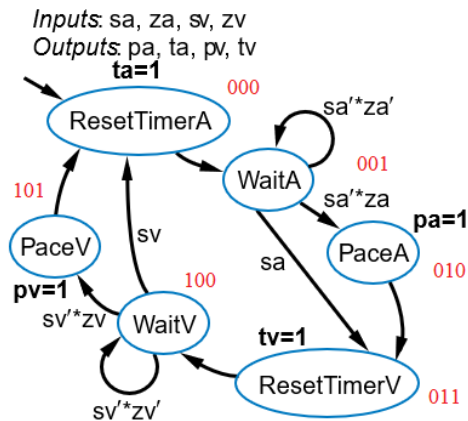 Inputs: sa, za, sv, zv
Outputs: pa, ta, pv, tv
ta=1
000
ResetTimerA
sa'*za'
001
WaitA
sa'*za
101
pa=1
PaceV
sv
PaceA
sa
010
100
pv=1
sv'*zv
WaitV
tv=1
ResetTimerV
011
sv'*zv'